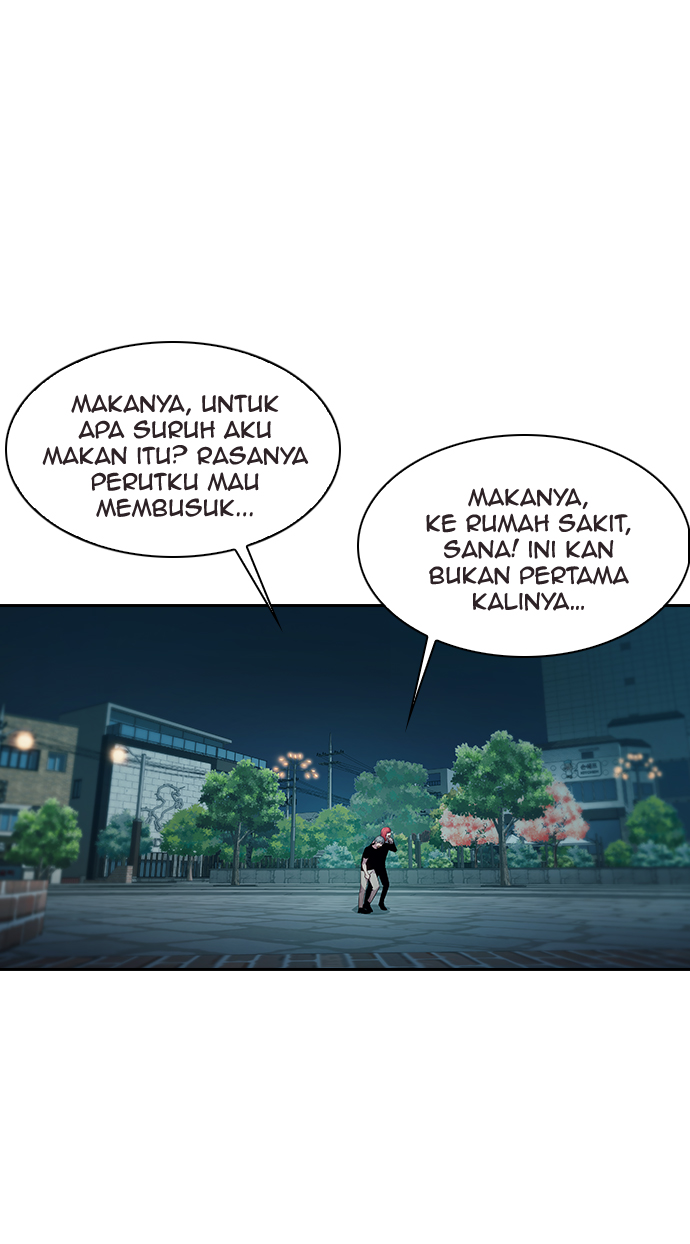 MAKANYA, UNTUK
APA SURUH AKU
MAKAN ITU? RASANYA
PERUTKU MAU
MEMBUSUK...
MAKANYA,
KE RUMAH SAKIT,
SANA! INI KAN
BUKAN PERTAMA
KALINYA...